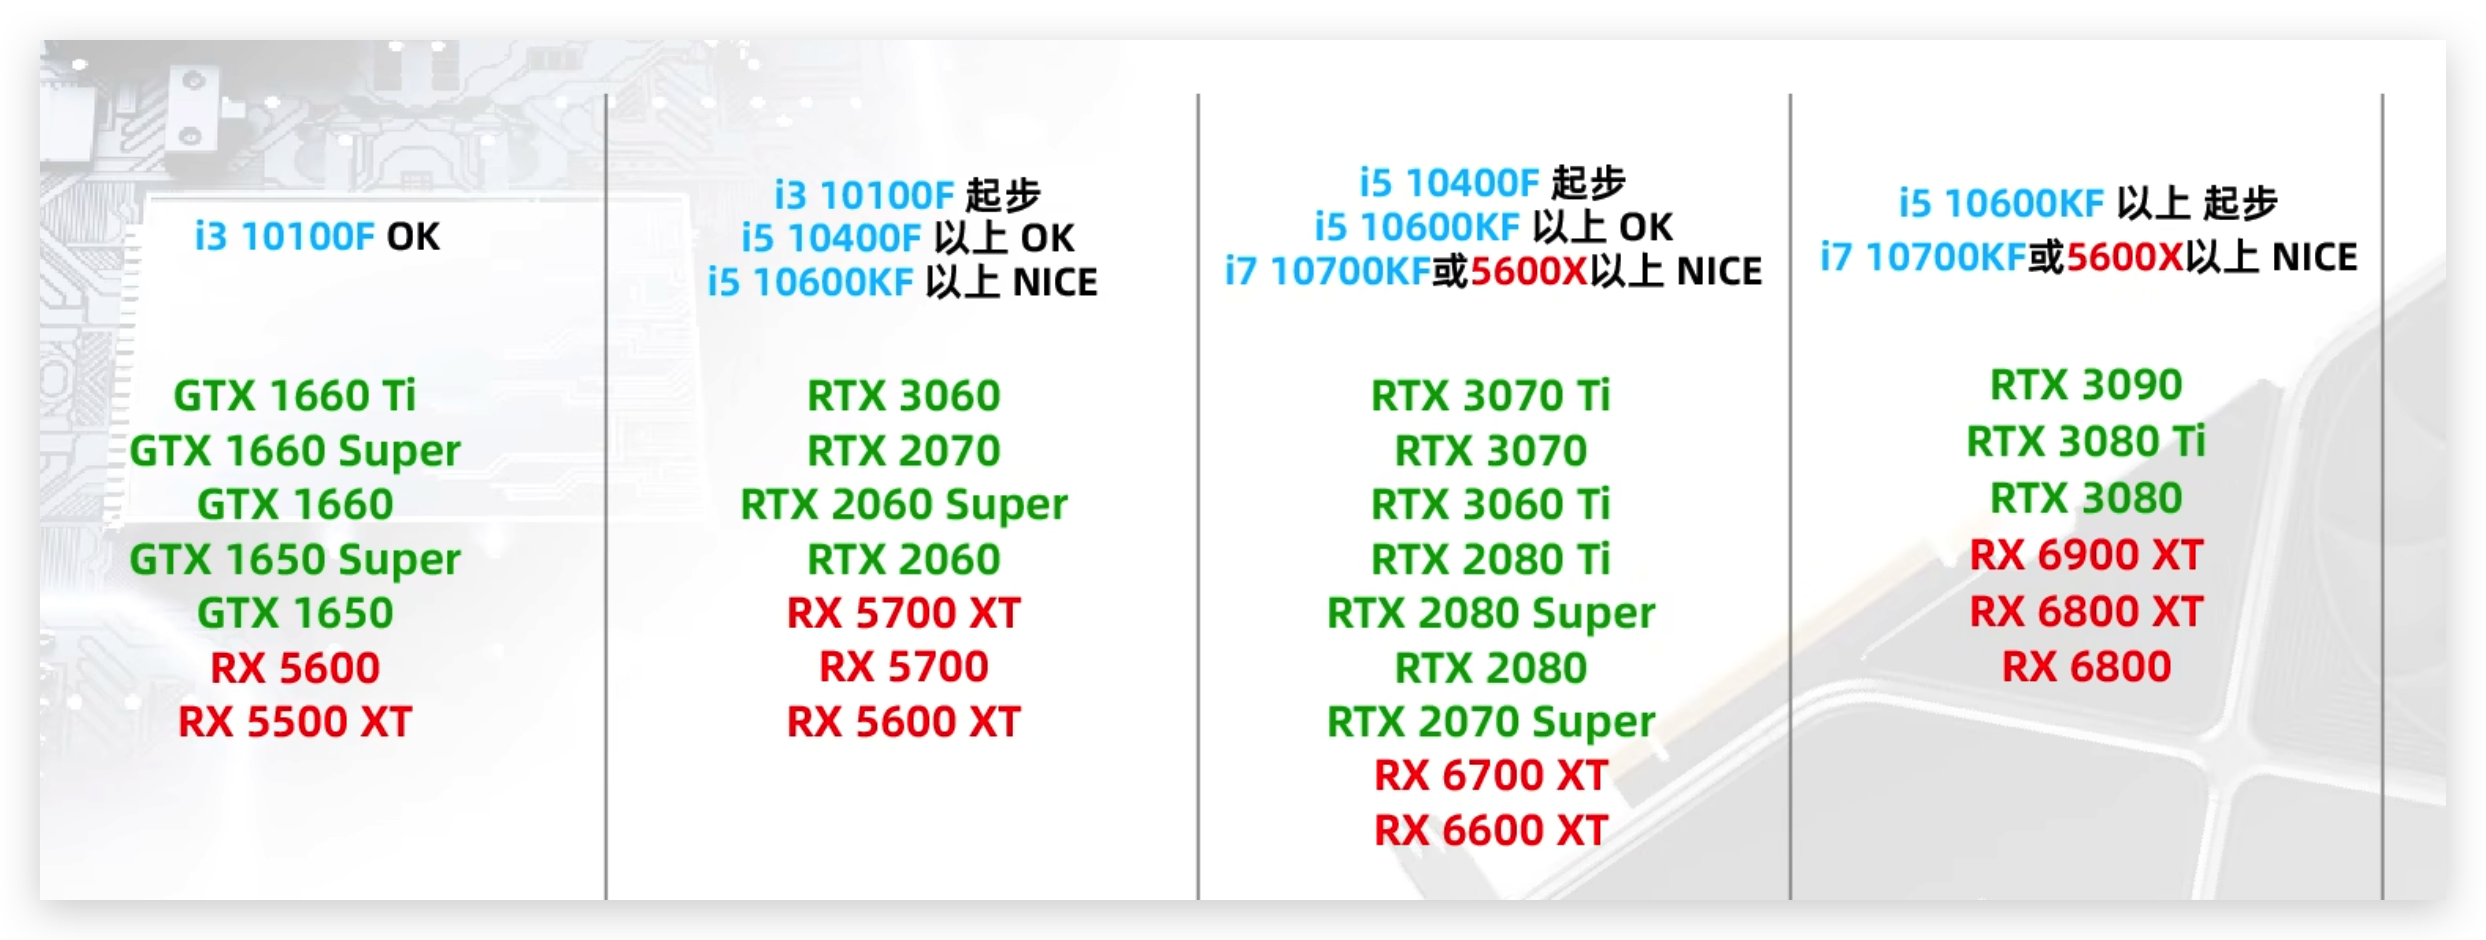 i3 10100F OK
GTX 1660 Ti
GTX 1660 Super
GTX 1660
GTX 1650 Super
GTX 1650
RX 5600
RX 5500 XT
i3 10100F 起步
i5 10400F 以上 OK
i5 10600KF 以上 NICE
RTX 3060
RTX 2070
RTX 2060 Super
RTX 2060
RX 5700 XT
RX 5700
RX 5600 XT
i5 10400F 起步
i5 10600KF 以上 OK
i7 10700KF或5600X以上 NICE
RTX 3070 Ti
RTX 3070
RTX 3060 Ti
RTX 2080 Ti
RTX 2080 Super
RTX 2080
RTX 2070 Super
RX 6700 XT
RX 6600 XT
i5 10600KF 以上 起步
i7 10700KF或5600X以上 NICE
RTX 3090
RTX 3080 Ti
RTX 3080
RX 6900 XT
RX 6800 XT
RX 6800